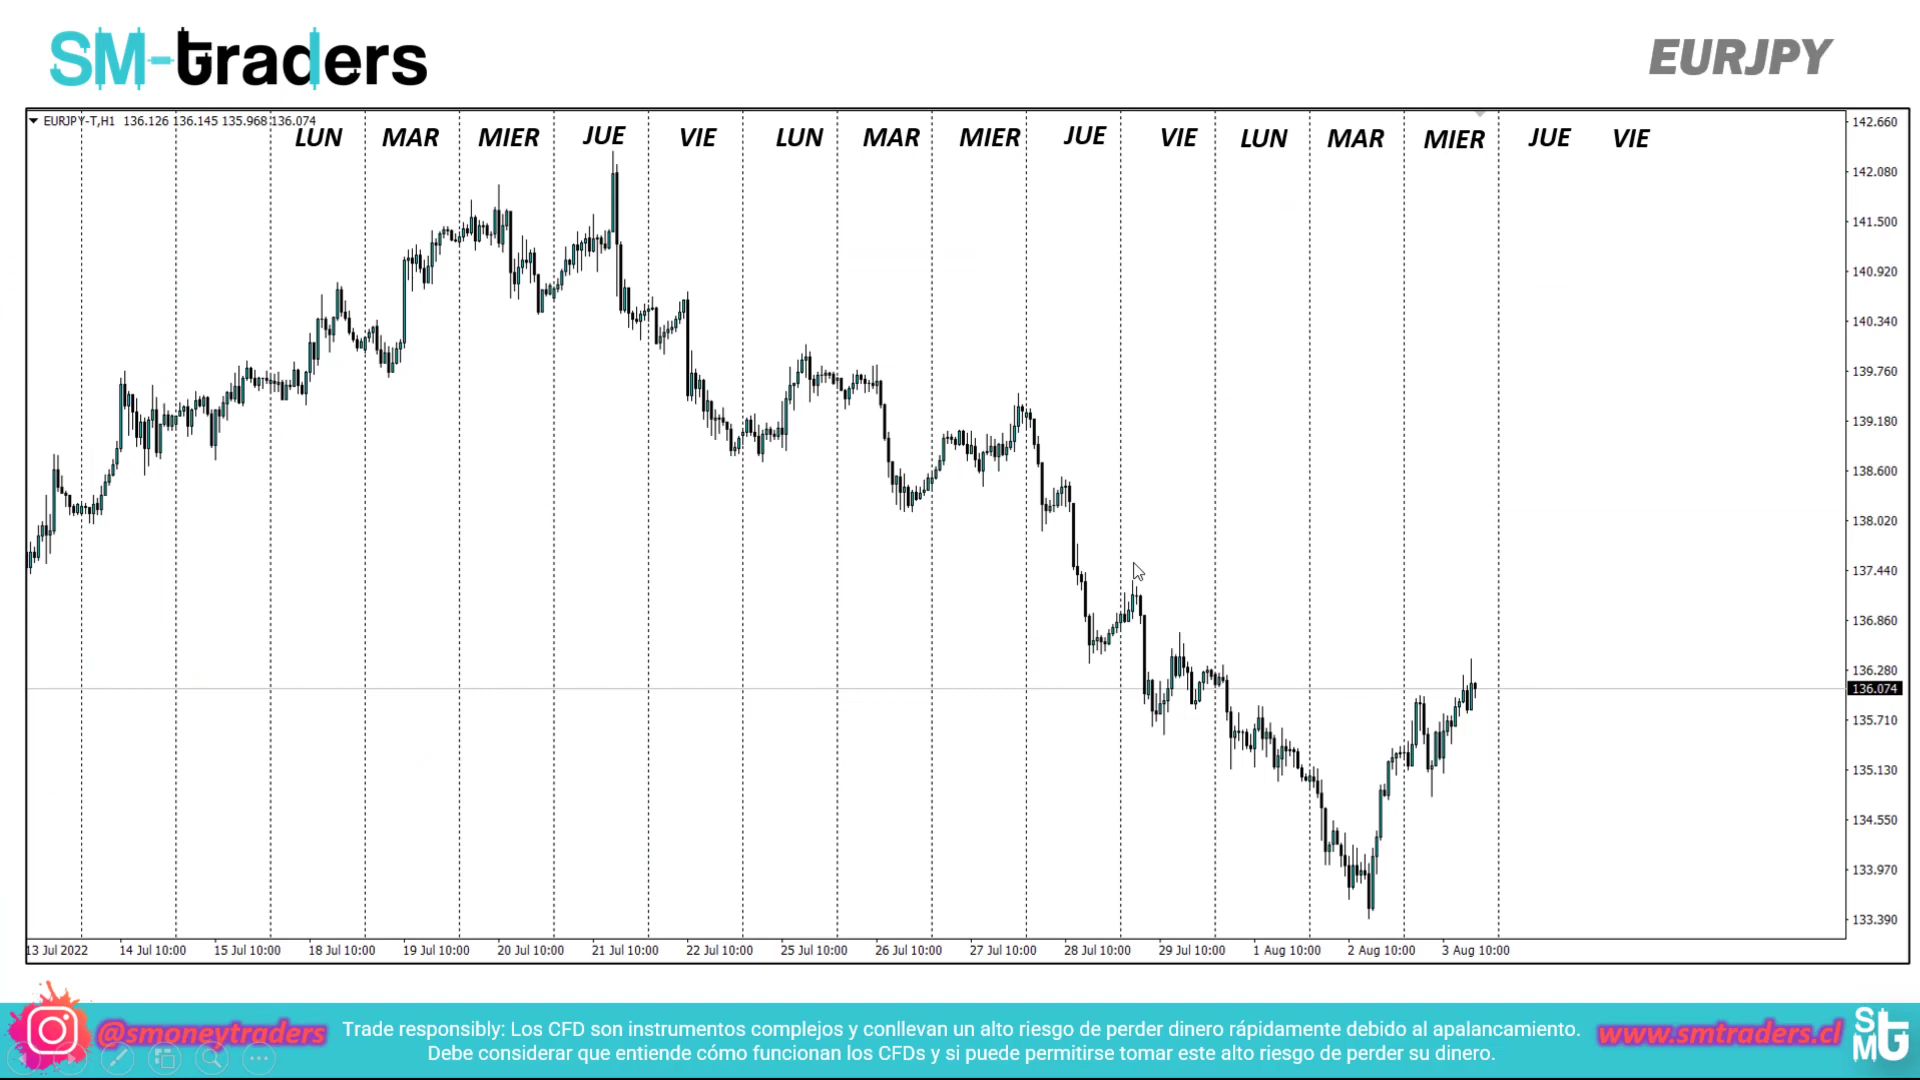 SM-traders
EURJPY
EURJPY-T,H1 136.126 136.145 135.968 136.074
LUN MAR MIER JUE VIE LUN MAR MIER JUE VIE LUN MAR MIER JUE VIE
142.660
142.080
141.500
140.920
140.340
139.760
139.180
138.600
138.020
137.440
136.860
136.280
136.074
135.710
135.130
134.550
133.970
133.390
13 Jul 2022 14 Jul 10:00 15 Jul 10:00 18 Jul 10:00 19 Jul 10:00 20 Jul 10:00 21 Jul 10:00 22 Jul 10:00 25 Jul 10:00 26 Jul 10:00 27 Jul 10:00 28 Jul 10:00 29 Jul 10:00 1 Aug 10:00 2 Aug 10:00 3 Aug 10:00
@smoneytraders
Trade responsibly: Los CFD son instrumentos complejos y conllevan un alto riesgo de perder dinero rápidamente debido al apalancamiento.
Debe considerar que entiende cómo funcionan los CFDs y si puede permitirse tomar este alto riesgo de perder su dinero.
www.smtraders.cl
SMt